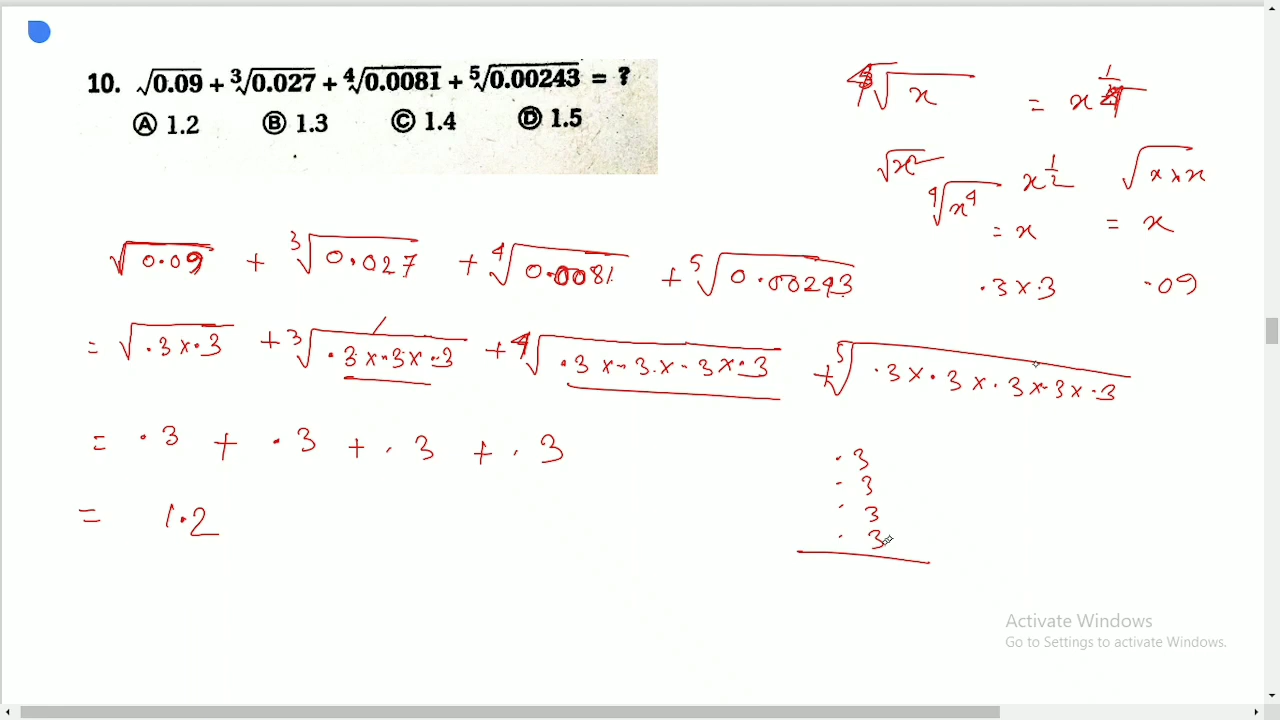 10. √0.09 + ³√0.027 + ⁴√0.0081 + ⁵√0.00243 = ?
Ⓐ 1.2 Ⓑ 1.3 Ⓒ 1.4 Ⓓ 1.5
√x²
x^½ √x×x
⁴√x⁴ = x = x
√0.09 + ³√0.027 + ⁴√0.0081 + ⁵√0.00243
.3×.3 .09
= √.3×.3 + ³√.3×.3×.3 + ⁴√.3×.3×.3×.3 + ⁵√.3×.3×.3×.3×.3
= .3 + .3 + .3 + .3
.3
.3
.3
.3
= 1.2
Activate Windows
Go to Settings to activate Windows.